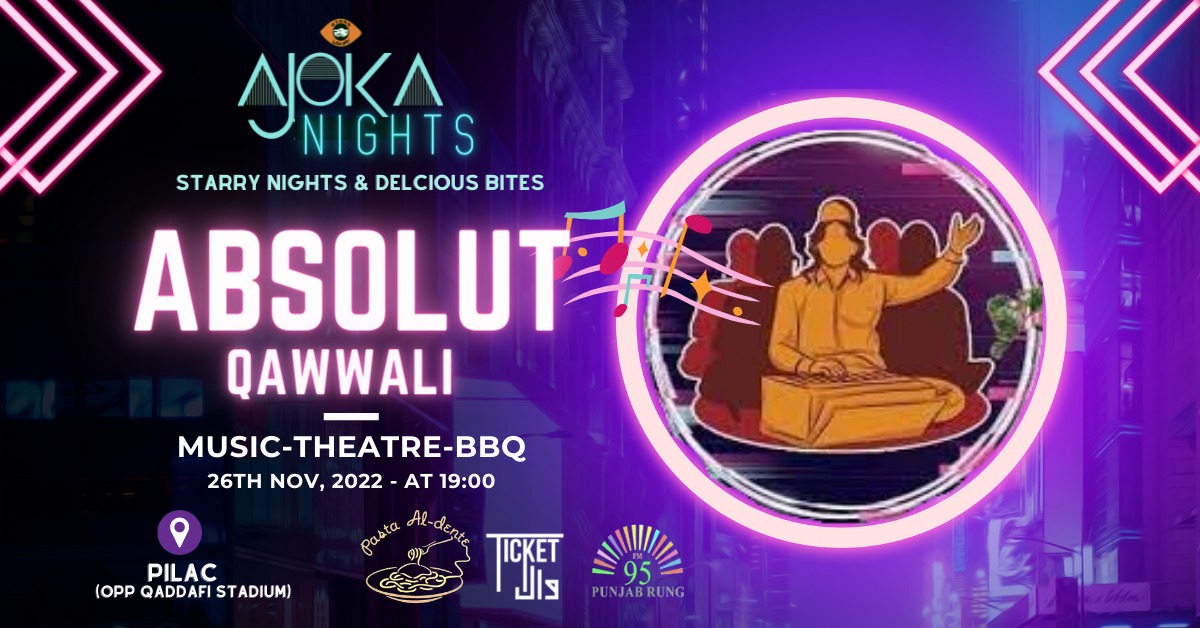 AJOKA
NIGHTS
STARRY NIGHTS & DELCIOUS BITES
ABSOLUT
QAWWALI
MUSIC-THEATRE-BBQ
26TH NOV, 2022 - AT 19:00
PILAC
(OPP QADDAFI STADIUM)
Pasta Al-dente
TICKET
والا
FM
95
PUNJAB RUNG